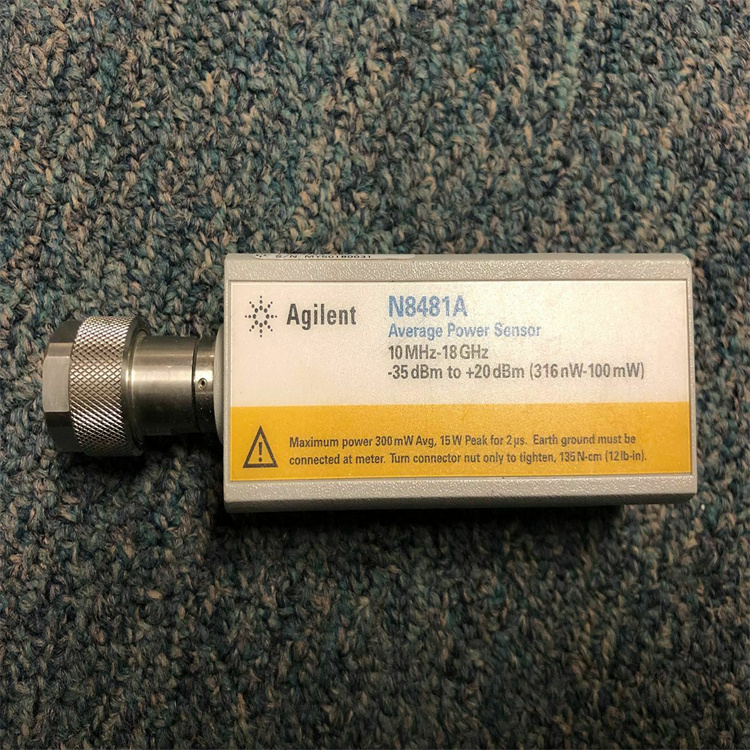 S/N: MY50180031
Agilent
N8481A
Average Power Sensor
10 MHz-18 GHz
-35 dBm to +20 dBm (316 nW-100 mW)
Maximum power 300 mW Avg, 15 W Peak for 2 µs. Earth ground must be
connected at meter. Turn connector nut only to tighten, 135 N-cm (12 lb-in).